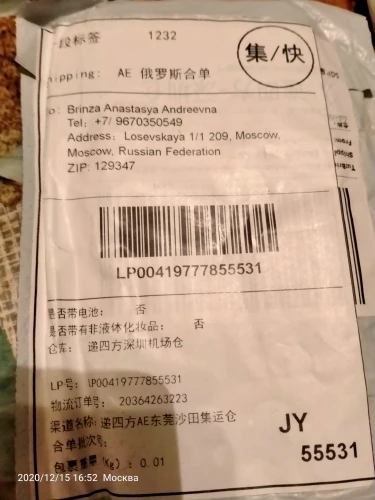 段标签 1232
集/快
hipping: AE 俄罗斯合单
Brinza Anastasya Andreevna
Tel: +7/ 9670350549
Address: Losevskaya 1/1 209, Moscow,
Moscow, Russian Federation
ZIP: 129347
LP00419777855531
是否带电池: 否
是否带有非液体化妆品: 否
仓库: 递四方深圳机场仓
LP号: LP00419777855531
物流订单号: 20364263223
渠道名称: 递四方AE东莞沙田集运仓
合单批次号:
包裹重量(Kg): 0.01
JY
55531
2020/12/15 16:52 Москва